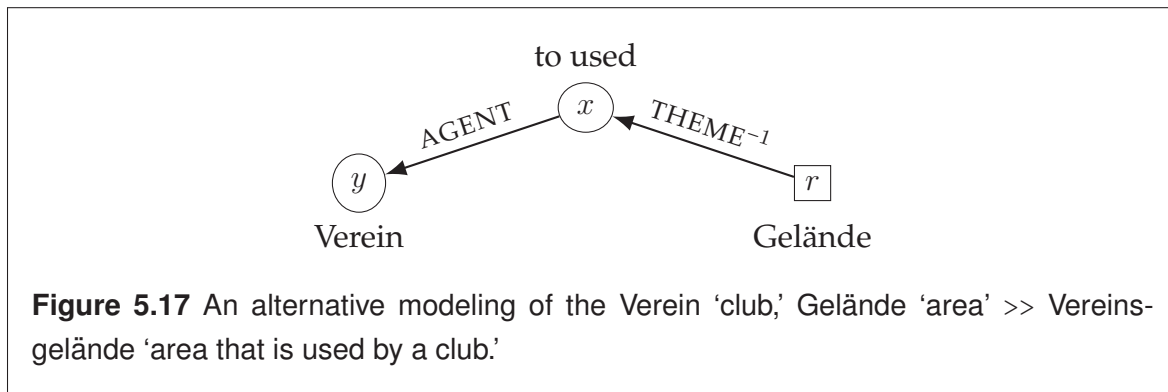 to used
AGENT
x
THEME⁻¹
y
r
Verein
Gelände
Figure 5.17 An alternative modeling of the Verein ‘club,’ Gelände ‘area’ >> Vereins-
gelände ‘area that is used by a club.’